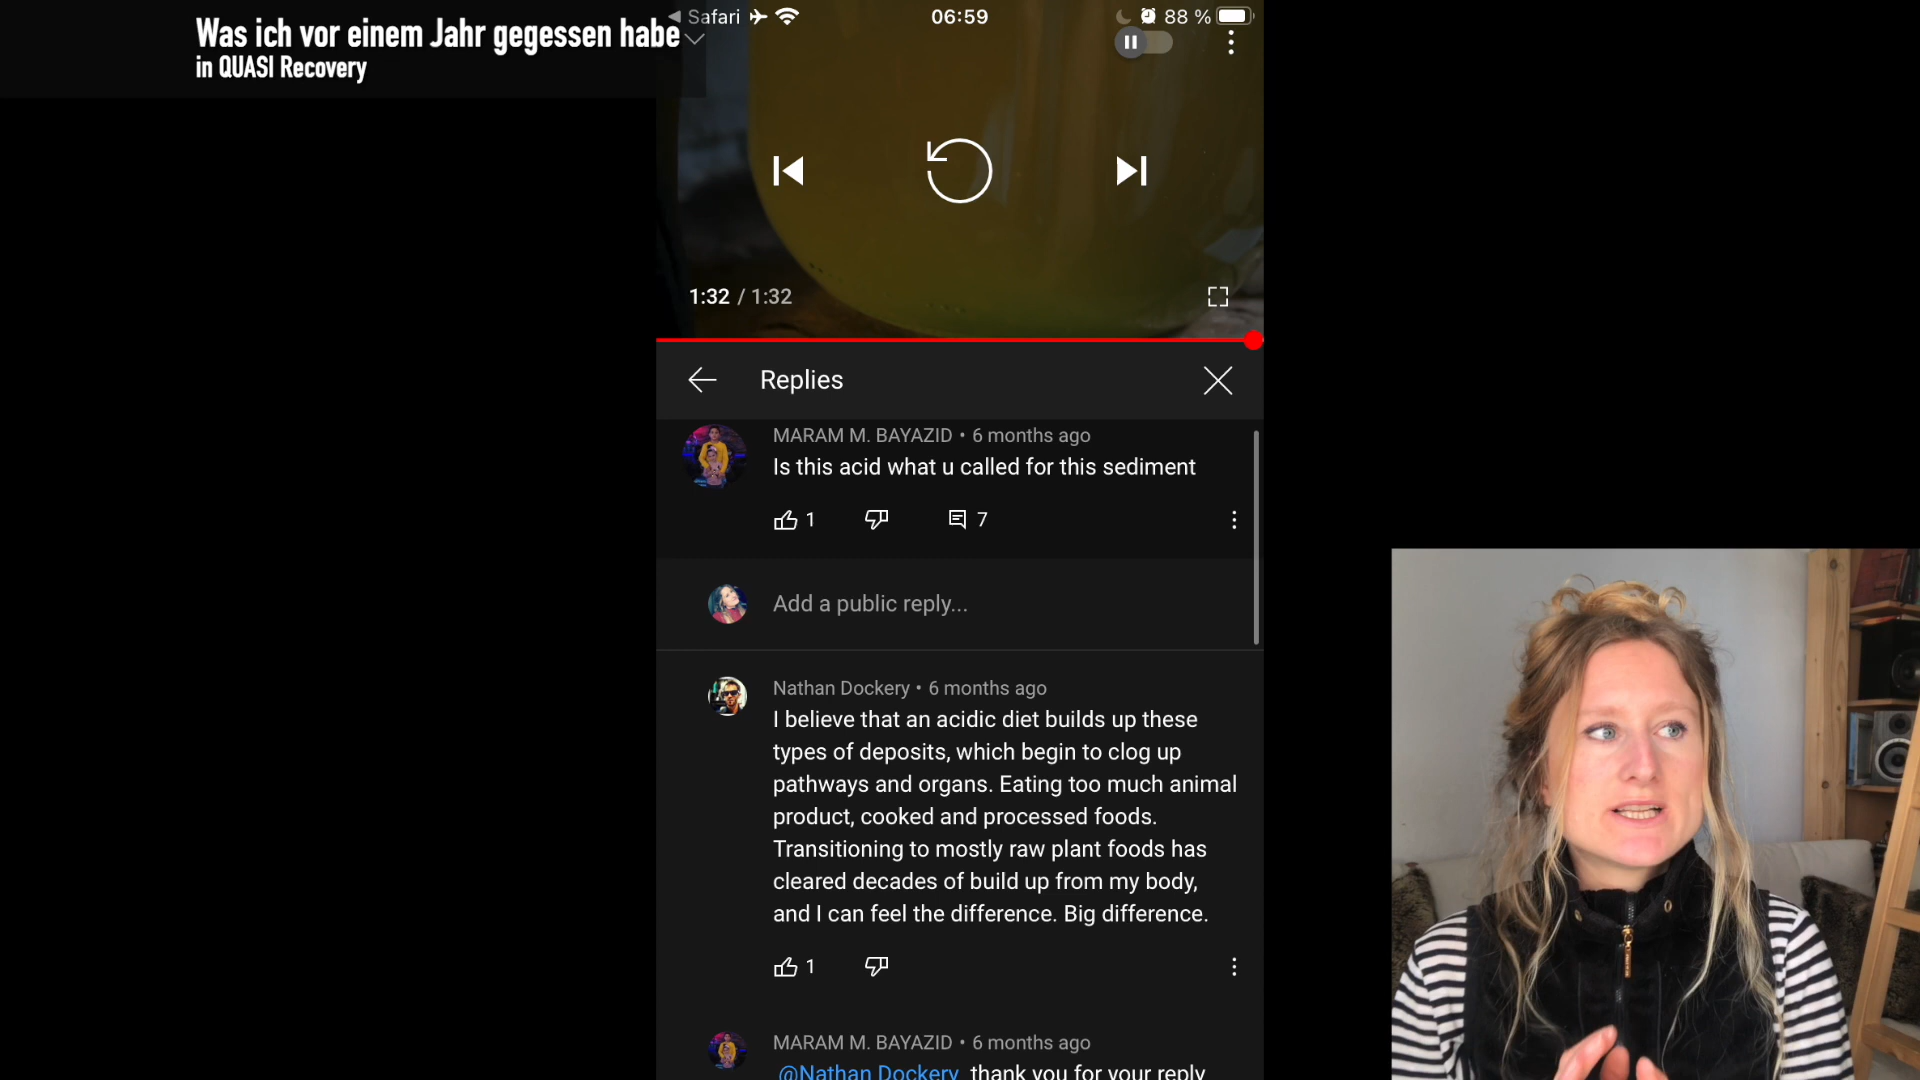 Was ich vor einem Jahr gegessen habe
in QUASI Recovery
Safari
06:59
88 %
1:32 / 1:32
Replies
MARAM M. BAYAZID • 6 months ago
Is this acid what u called for this sediment
1
7
Add a public reply...
Nathan Dockery • 6 months ago
I believe that an acidic diet builds up these
types of deposits, which begin to clog up
pathways and organs. Eating too much animal
product, cooked and processed foods.
Transitioning to mostly raw plant foods has
cleared decades of build up from my body,
and I can feel the difference. Big difference.
1
MARAM M. BAYAZID • 6 months ago
@Nathan Dockery thank you for your reply